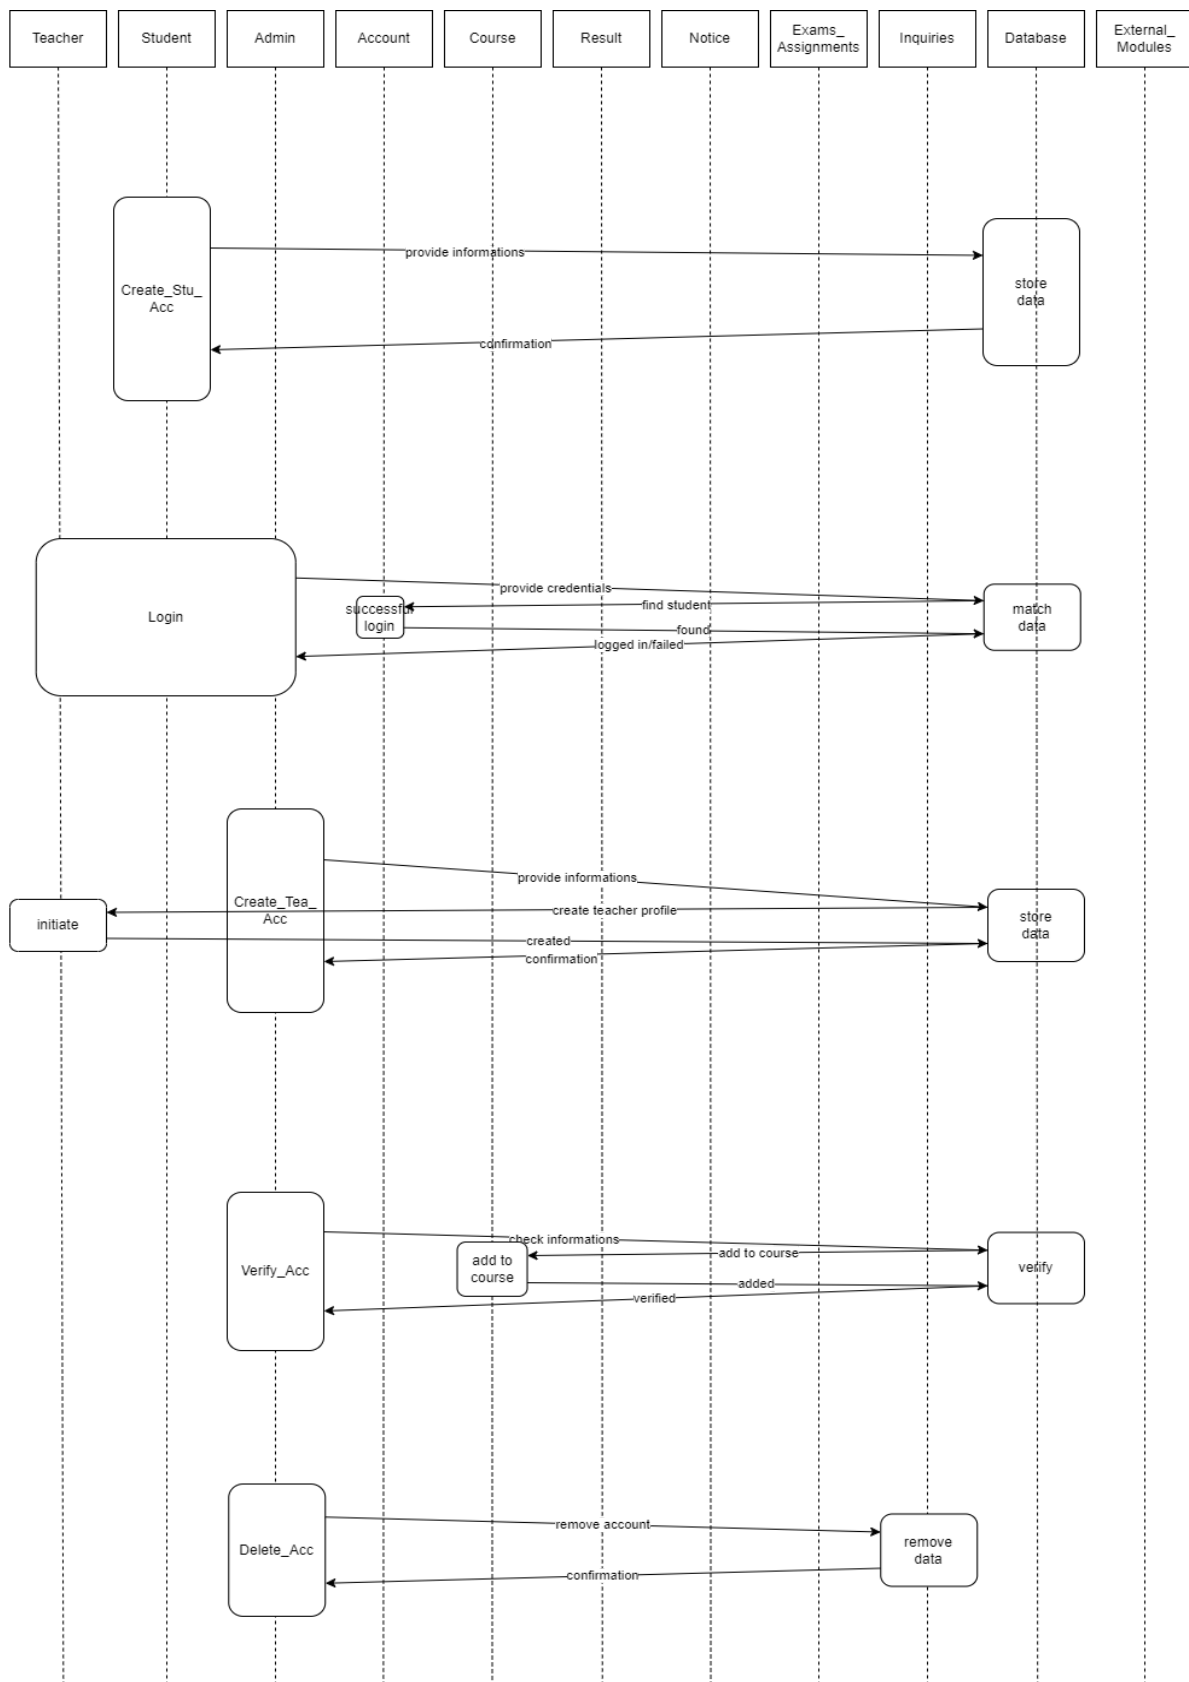 Teacher
Student
Admin
Account
Course
Result
Notice
Exams_
Assignments
Inquiries
Database
External_
Modules
provide informations
Create_Stu_
Acc
store
data
confirmation
provide credentials
find student
successful
login
Login
match
data
found
logged in/failed
provide informations
Create_Tea_
Acc
create teacher profile
initiate
store
data
created
confirmation
check informations
add to course
add to
course
Verify_Acc
verify
added
verified
remove account
Delete_Acc
remove
data
confirmation